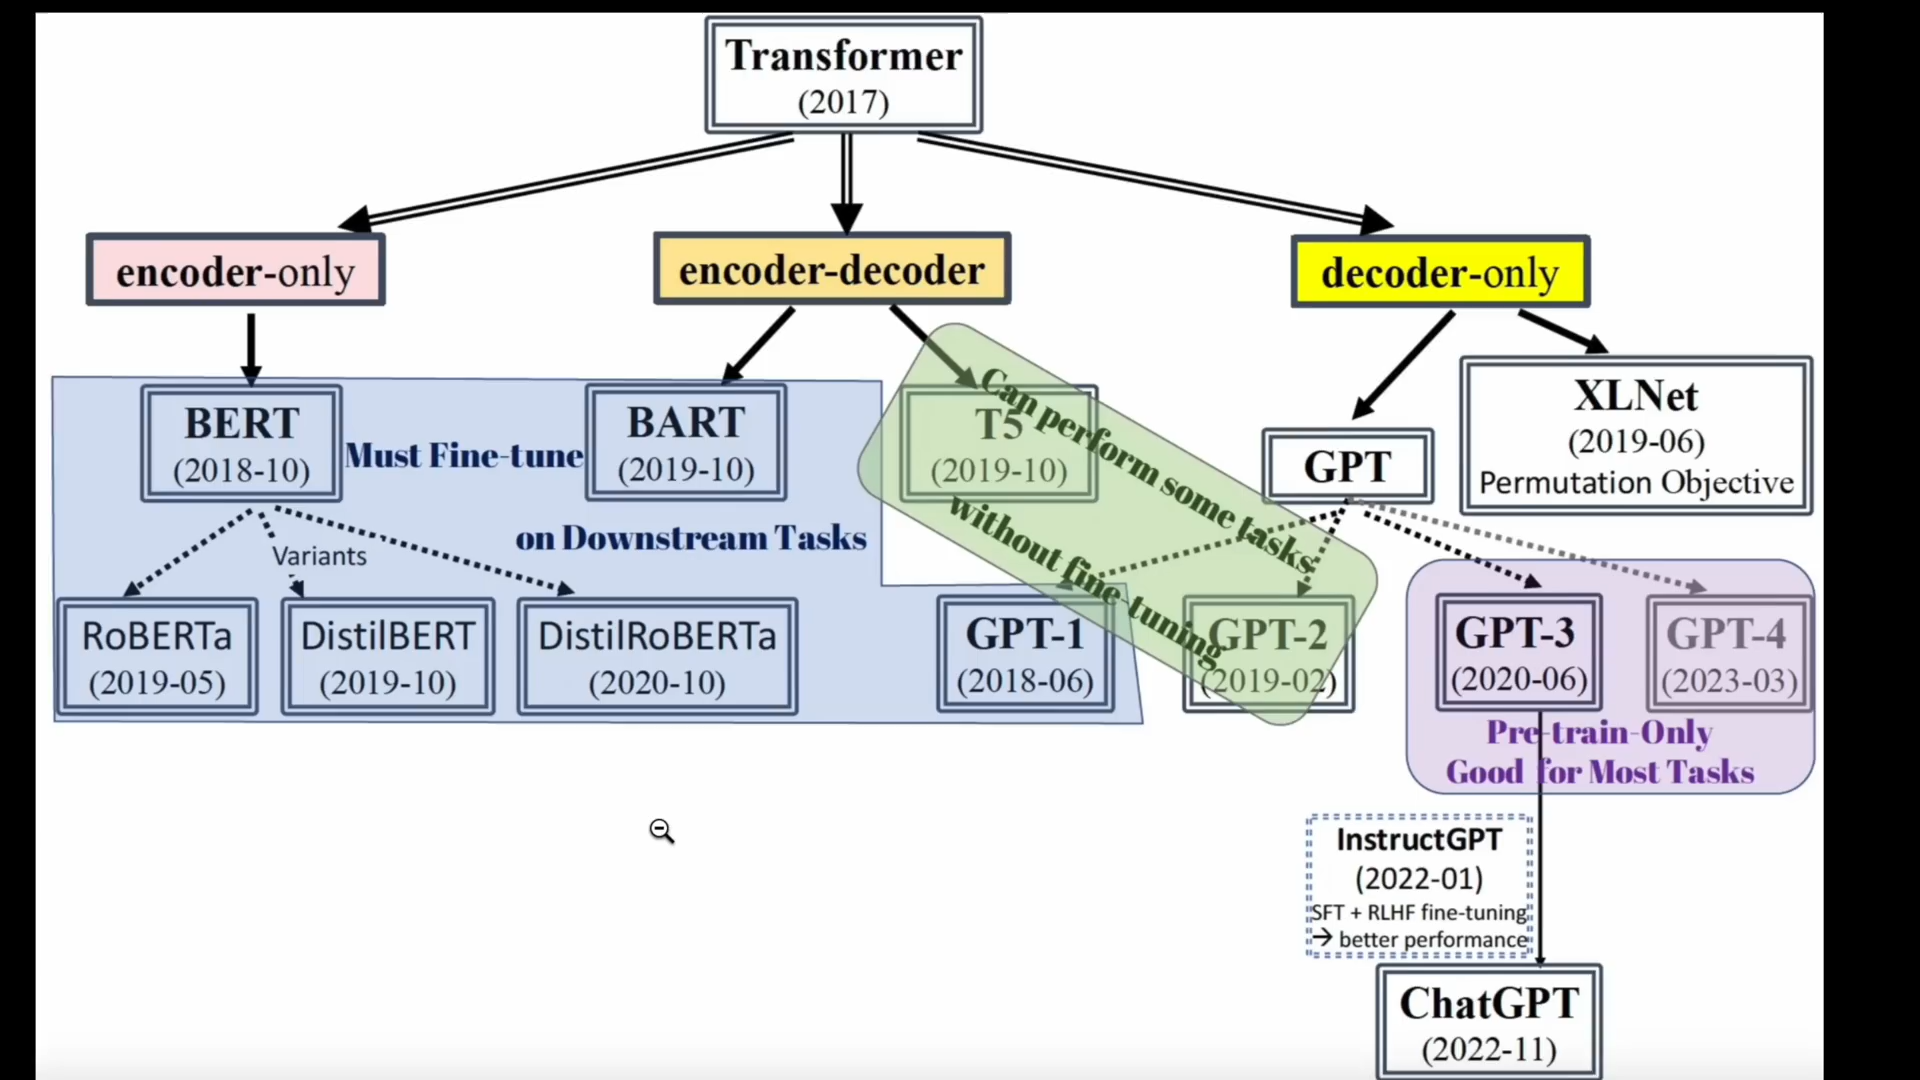 Transformer
(2017)
encoder-only
encoder-decoder
decoder-only
BERT
(2018-10)
Must Fine-tune
BART
(2019-10)
on Downstream Tasks
T5
(2019-10)
Can perform some tasks
without fine-tuning
GPT
XLNet
(2019-06)
Permutation Objective
Variants
RoBERTa
(2019-05)
DistilBERT
(2019-10)
DistilRoBERTa
(2020-10)
GPT-1
(2018-06)
GPT-2
(2019-02)
GPT-3
(2020-06)
GPT-4
(2023-03)
Pre-train-Only
Good for Most Tasks
InstructGPT
(2022-01)
SFT + RLHF fine-tuning
→ better performance
ChatGPT
(2022-11)